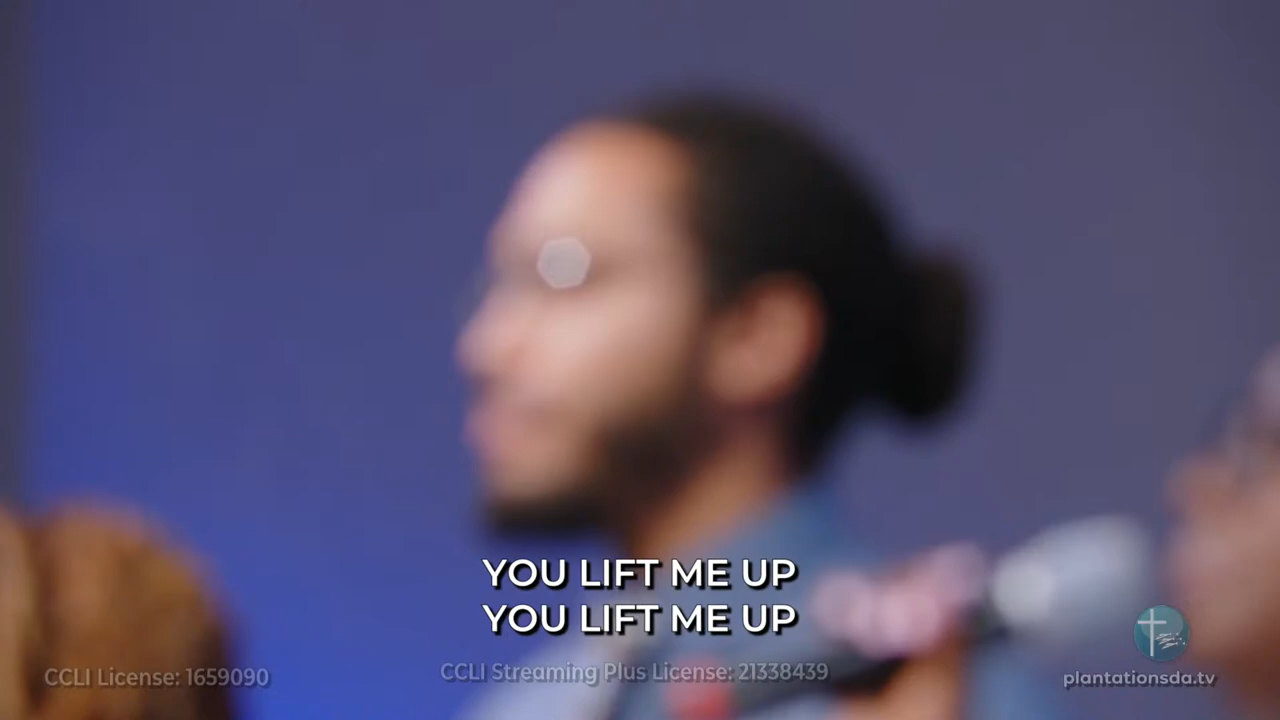 YOU LIFT ME UP
YOU LIFT ME UP
CCLI License: 1659090
CCLI Streaming Plus License: 21338439
plantationsda.tv